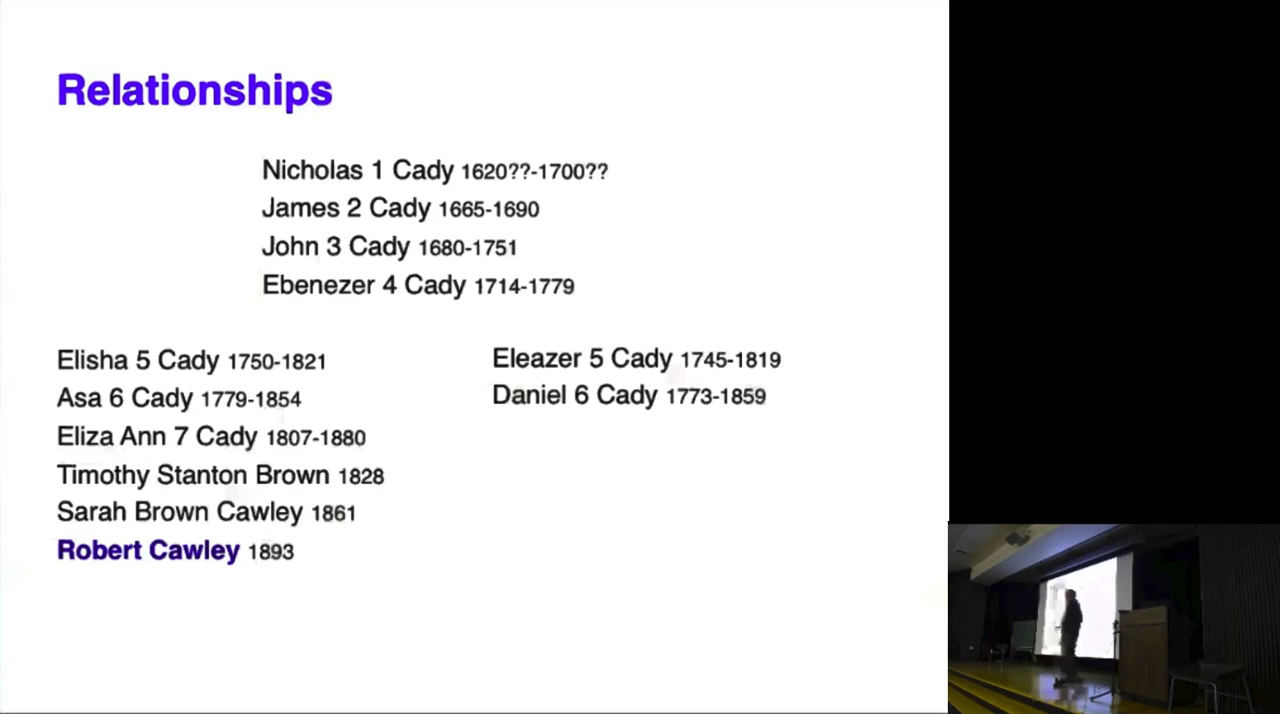 Relationships
Nicholas 1 Cady 1620??-1700??
James 2 Cady 1665-1690
John 3 Cady 1680-1751
Ebenezer 4 Cady 1714-1779
Elisha 5 Cady 1750-1821
Asa 6 Cady 1779-1854
Eliza Ann 7 Cady 1807-1880
Timothy Stanton Brown 1828
Sarah Brown Cawley 1861
Robert Cawley 1893
Eleazer 5 Cady 1745-1819
Daniel 6 Cady 1773-1859